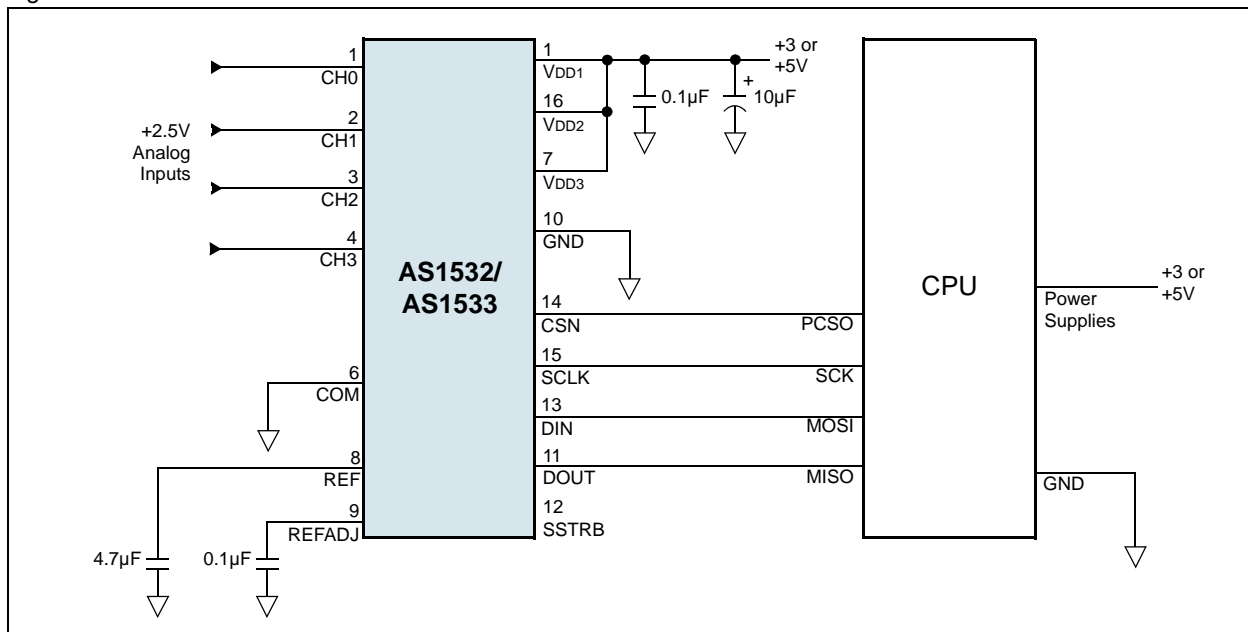 1
CH0
2
CH1
3
CH2
4
CH3
+2.5V
Analog
Inputs
AS1532/
AS1533
6
COM
8
REF
9
REFADJ
4.7µF
0.1µF
1
VDD1
16
VDD2
7
VDD3
10
GND
14
CSN
15
SCLK
13
DIN
11
DOUT
12
SSTRB
0.1µF
+
10µF
+3 or
+5V
PCSO
SCK
MOSI
MISO
CPU
Power
Supplies
+3 or
+5V
GND